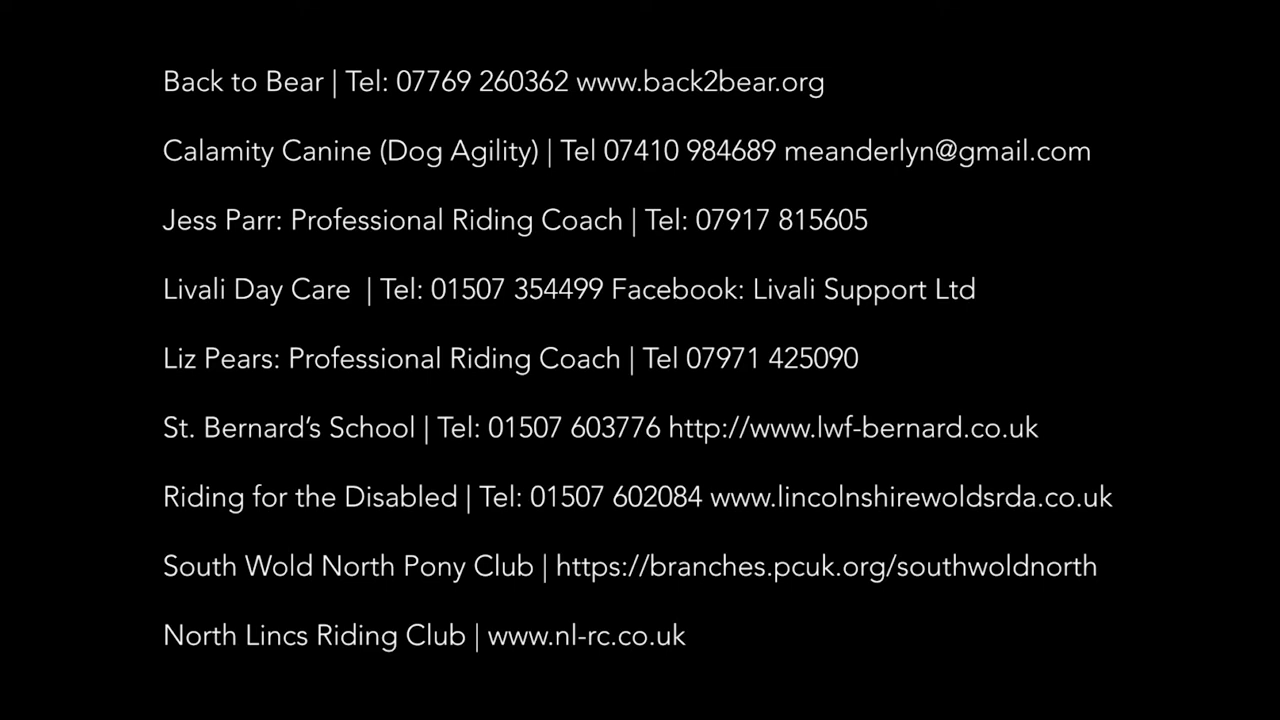 Back to Bear | Tel: 07769 260362 www.back2bear.org
Calamity Canine (Dog Agility) | Tel 07410 984689 meanderlyn@gmail.com
Jess Parr: Professional Riding Coach | Tel: 07917 815605
Livali Day Care  | Tel: 01507 354499 Facebook: Livali Support Ltd
Liz Pears: Professional Riding Coach | Tel 07971 425090
St. Bernard’s School | Tel: 01507 603776 http://www.lwf-bernard.co.uk
Riding for the Disabled | Tel: 01507 602084 www.lincolnshirewoldsrda.co.uk
South Wold North Pony Club | https://branches.pcuk.org/southwoldnorth
North Lincs Riding Club | www.nl-rc.co.uk